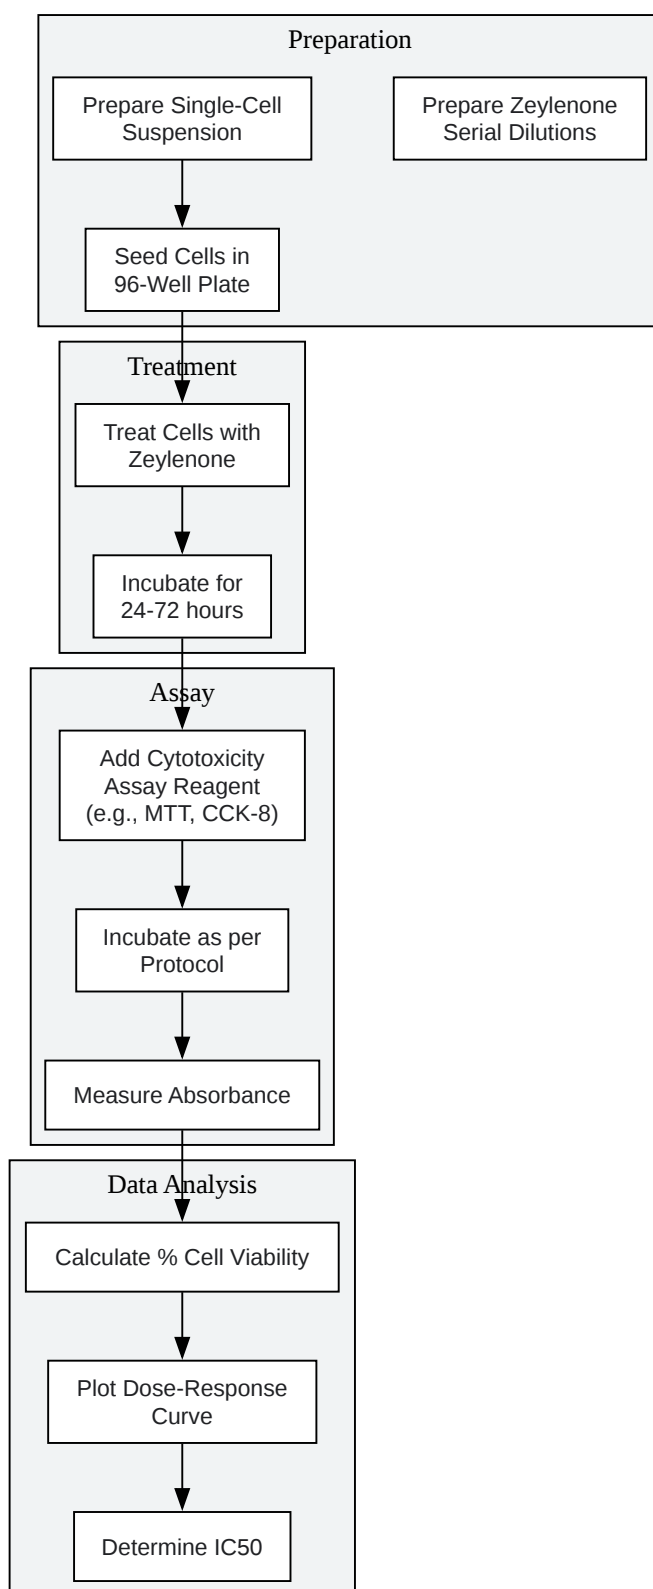 Preparation
Prepare Single-Cell
Suspension
Prepare Zeylenone
Serial Dilutions
Seed Cells in
96-Well Plate
Treatment
Treat Cells with
Zeylenone
Incubate for
24-72 hours
Assay
Add Cytotoxicity
Assay Reagent
(e.g., MTT, CCK-8)
Incubate as per
Protocol
Measure Absorbance
Data Analysis
Calculate % Cell Viability
Plot Dose-Response
Curve
Determine IC50